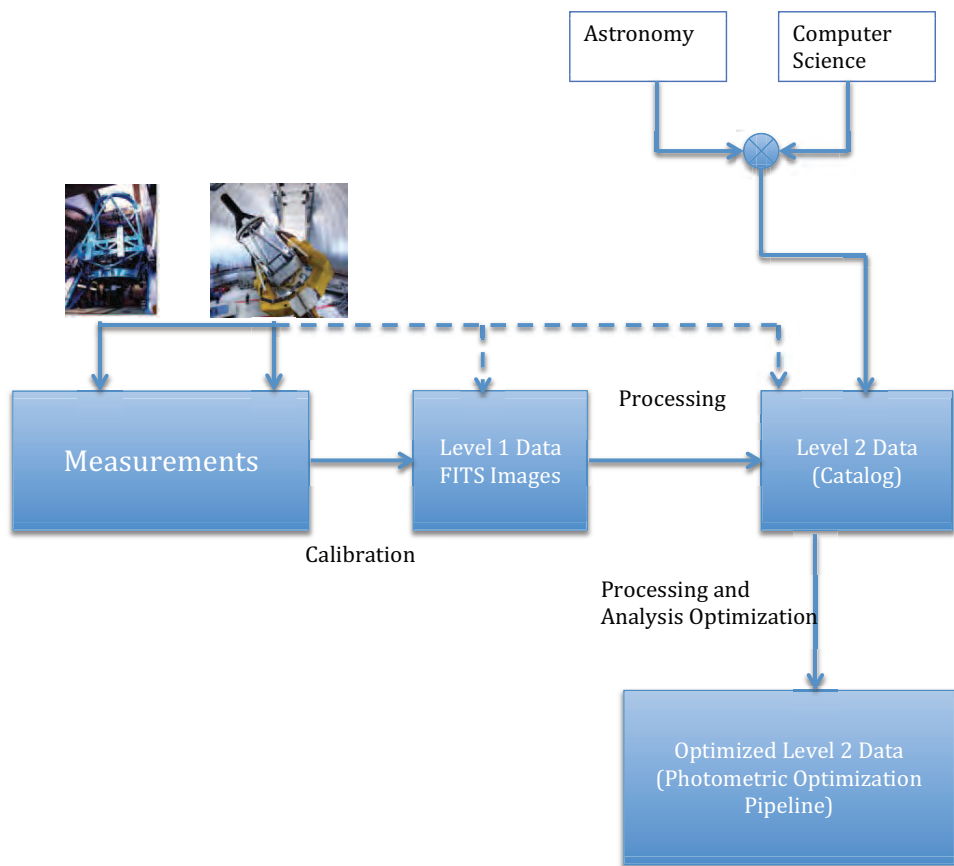 Astronomy
Computer
Science
Processing
Measurements
Level 1 Data
FITS Images
Level 2 Data
(Catalog)
Calibration
Processing and
Analysis Optimization
Optimized Level 2 Data
(Photometric Optimization
Pipeline)